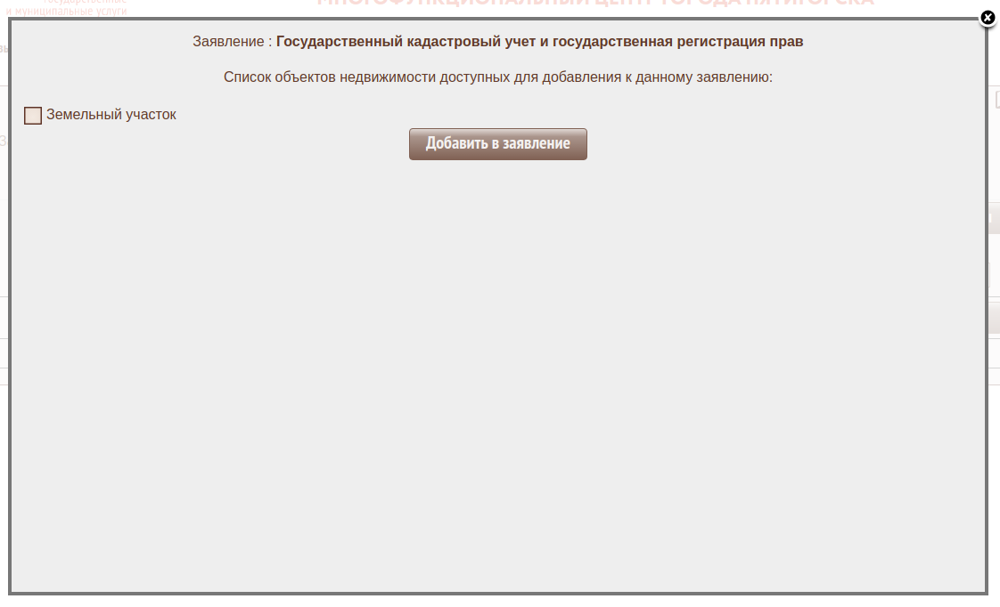 и муниципальные услуги
МНОГОФУНКЦИОНАЛЬНЫЙ ЦЕНТР ГОРОДА ПЯТИГОРСКА
Заявление : Государственный кадастровый учет и государственная регистрация прав
Список объектов недвижимости доступных для добавления к данному заявлению:
Земельный участок
Добавить в заявление